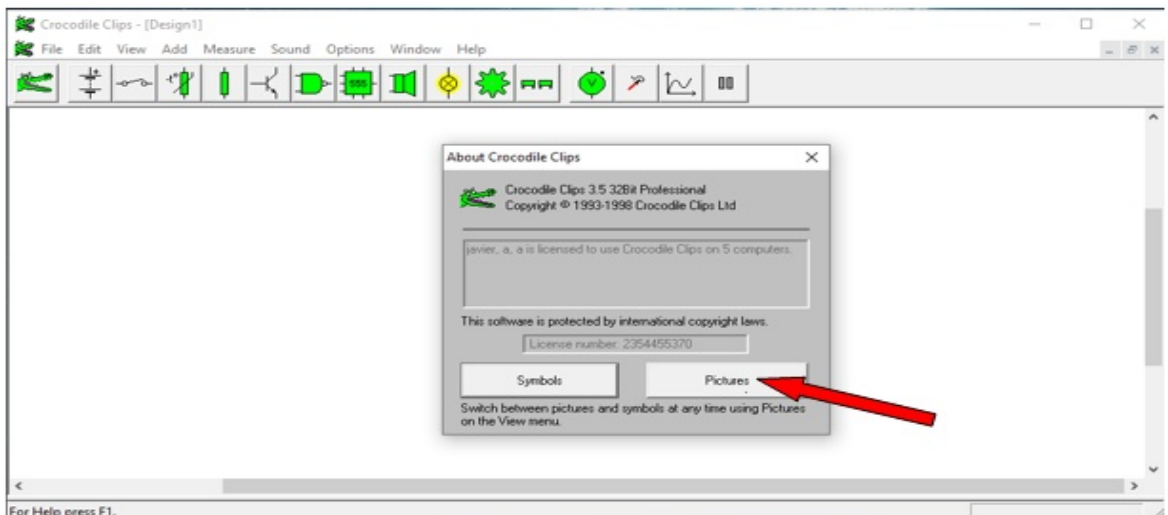 Crocodile Clips - [Design1]
File Edit View Add Measure Sound Options Window Help
555
V
About Crocodile Clips
Crocodile Clips 3.5 32Bit Professional
Copyright © 1993-1998 Crocodile Clips Ltd
javier, a, a is licensed to use Crocodile Clips on 5 computers.
This software is protected by international copyright laws.
License number: 2354455370
Symbols
Pictures
Switch between pictures and symbols at any time using Pictures
on the View menu.
For Help press F1.